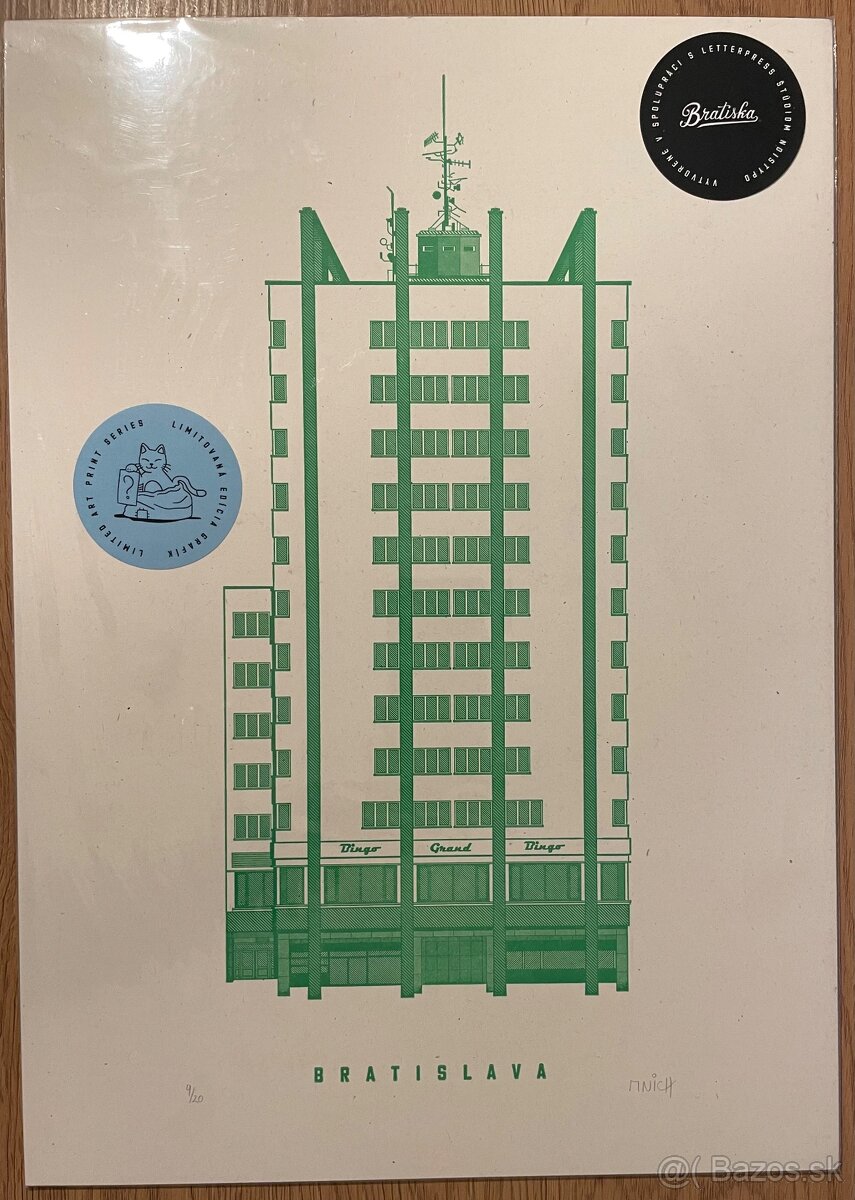 VYTVORENÉ V SPOLUPRÁCI S LETTERPRESS ŠTÚDIOM NOISTYPO
Bratiska
LIMITED ART PRINT SERIES
LIMITOVANÁ EDÍCIA GRAFÍK
?
Bingo Grand Bingo
BRATISLAVA
9/20
MNiCH
@( Bazos.sk